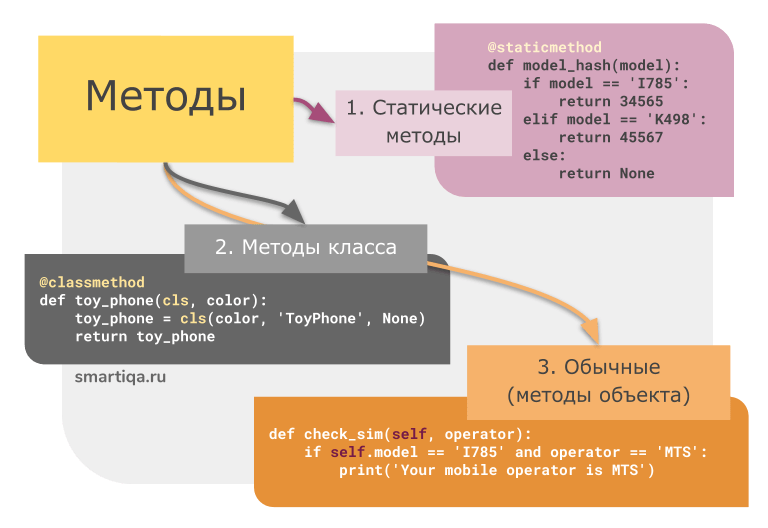 Методы
1. Статические
методы
@staticmethod
def model_hash(model):
    if model == 'I785':
        return 34565
    elif model == 'K498':
        return 45567
    else:
        return None
2. Методы класса
@classmethod
def toy_phone(cls, color):
    toy_phone = cls(color, 'ToyPhone', None)
    return toy_phone
smartiqa.ru
3. Обычные
(методы объекта)
def check_sim(self, operator):
    if self.model == 'I785' and operator == 'MTS':
        print('Your mobile operator is MTS')